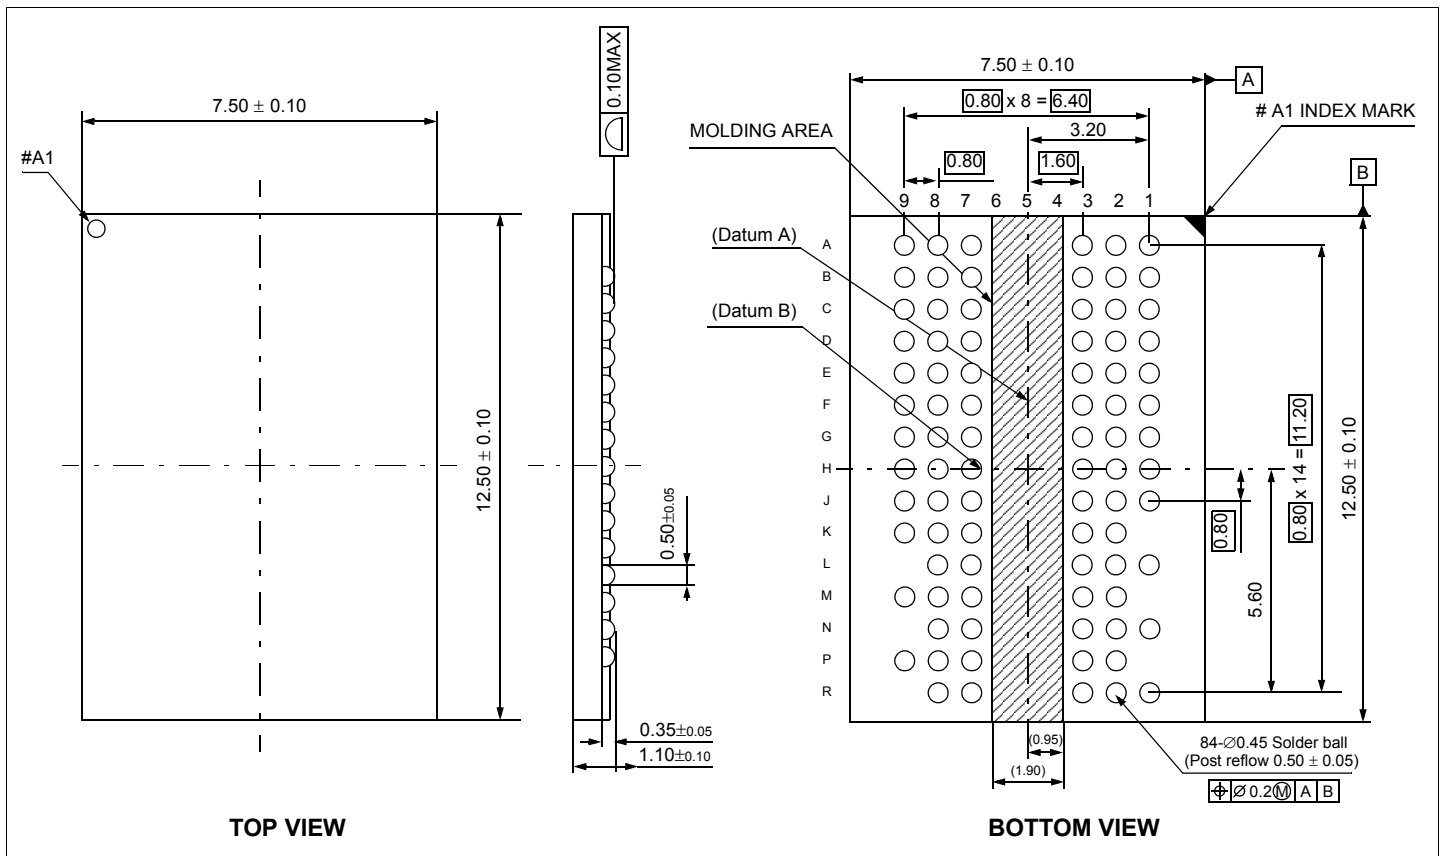 7.50 ± 0.10
#A1
12.50 ± 0.10
TOP VIEW
0.10MAX
0.50±0.05
0.35±0.05
1.10±0.10
7.50 ± 0.10
A
0.80 x 8 = 6.40
# A1 INDEX MARK
MOLDING AREA
3.20
0.80
1.60
B
9 8 7 6 5 4 3 2 1
(Datum A)
(Datum B)
A
B
C
D
E
F
G
H
J
K
L
M
N
P
R
0.80
5.60
0.80 x 14 = 11.20
12.50 ± 0.10
(0.95)
(1.90)
84-∅0.45 Solder ball
(Post reflow 0.50 ± 0.05)
⌖ ∅ 0.2Ⓜ A B
BOTTOM VIEW